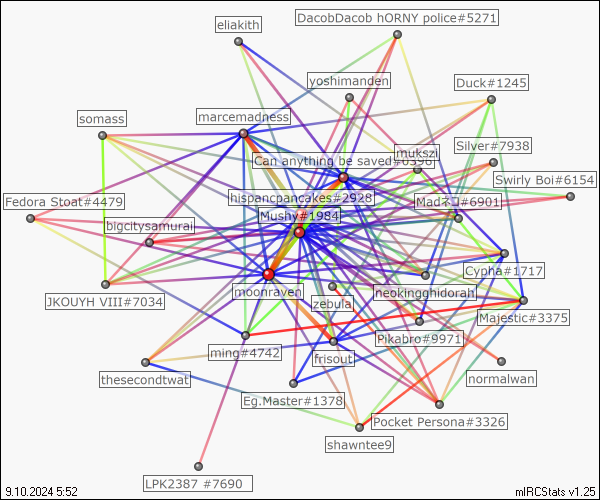 DacobDacob hORNY police#5271
eliakith
yoshimanden
Duck#1245
marcemadness
somass
Silver#7938
mukszi
Can anything be saved#0396
Swirly Boi#6154
hispancpancakes#2928
Fedora Stoat#4479
Madネコ#6901
Mushy#1984
bigcitysamurai
Cypha#1717
moonraven
neokingghidorah
JKOUYH VIII#7034
zebula
Majestic#3375
Pikabro#9971
ming#4742
frisout
thesecondtwat
normalwan
Eg.Master#1378
Pocket Persona#3326
shawntee9
LPK2387 #7690
9.10.2024 5:52
mIRCStats v1.25